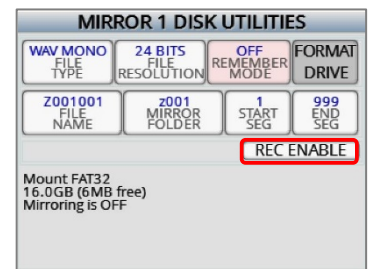 MIRROR 1 DISK UTILITIES
WAV MONO 24 BITS OFF FORMAT
FILE FILE REMEMBER DRIVE
TYPE RESOLUTION MODE
Z001001 z001 1 999
FILE MIRROR START END
NAME FOLDER SEG SEG
REC ENABLE
Mount FAT32
16.0GB (6MB free)
Mirroring is OFF